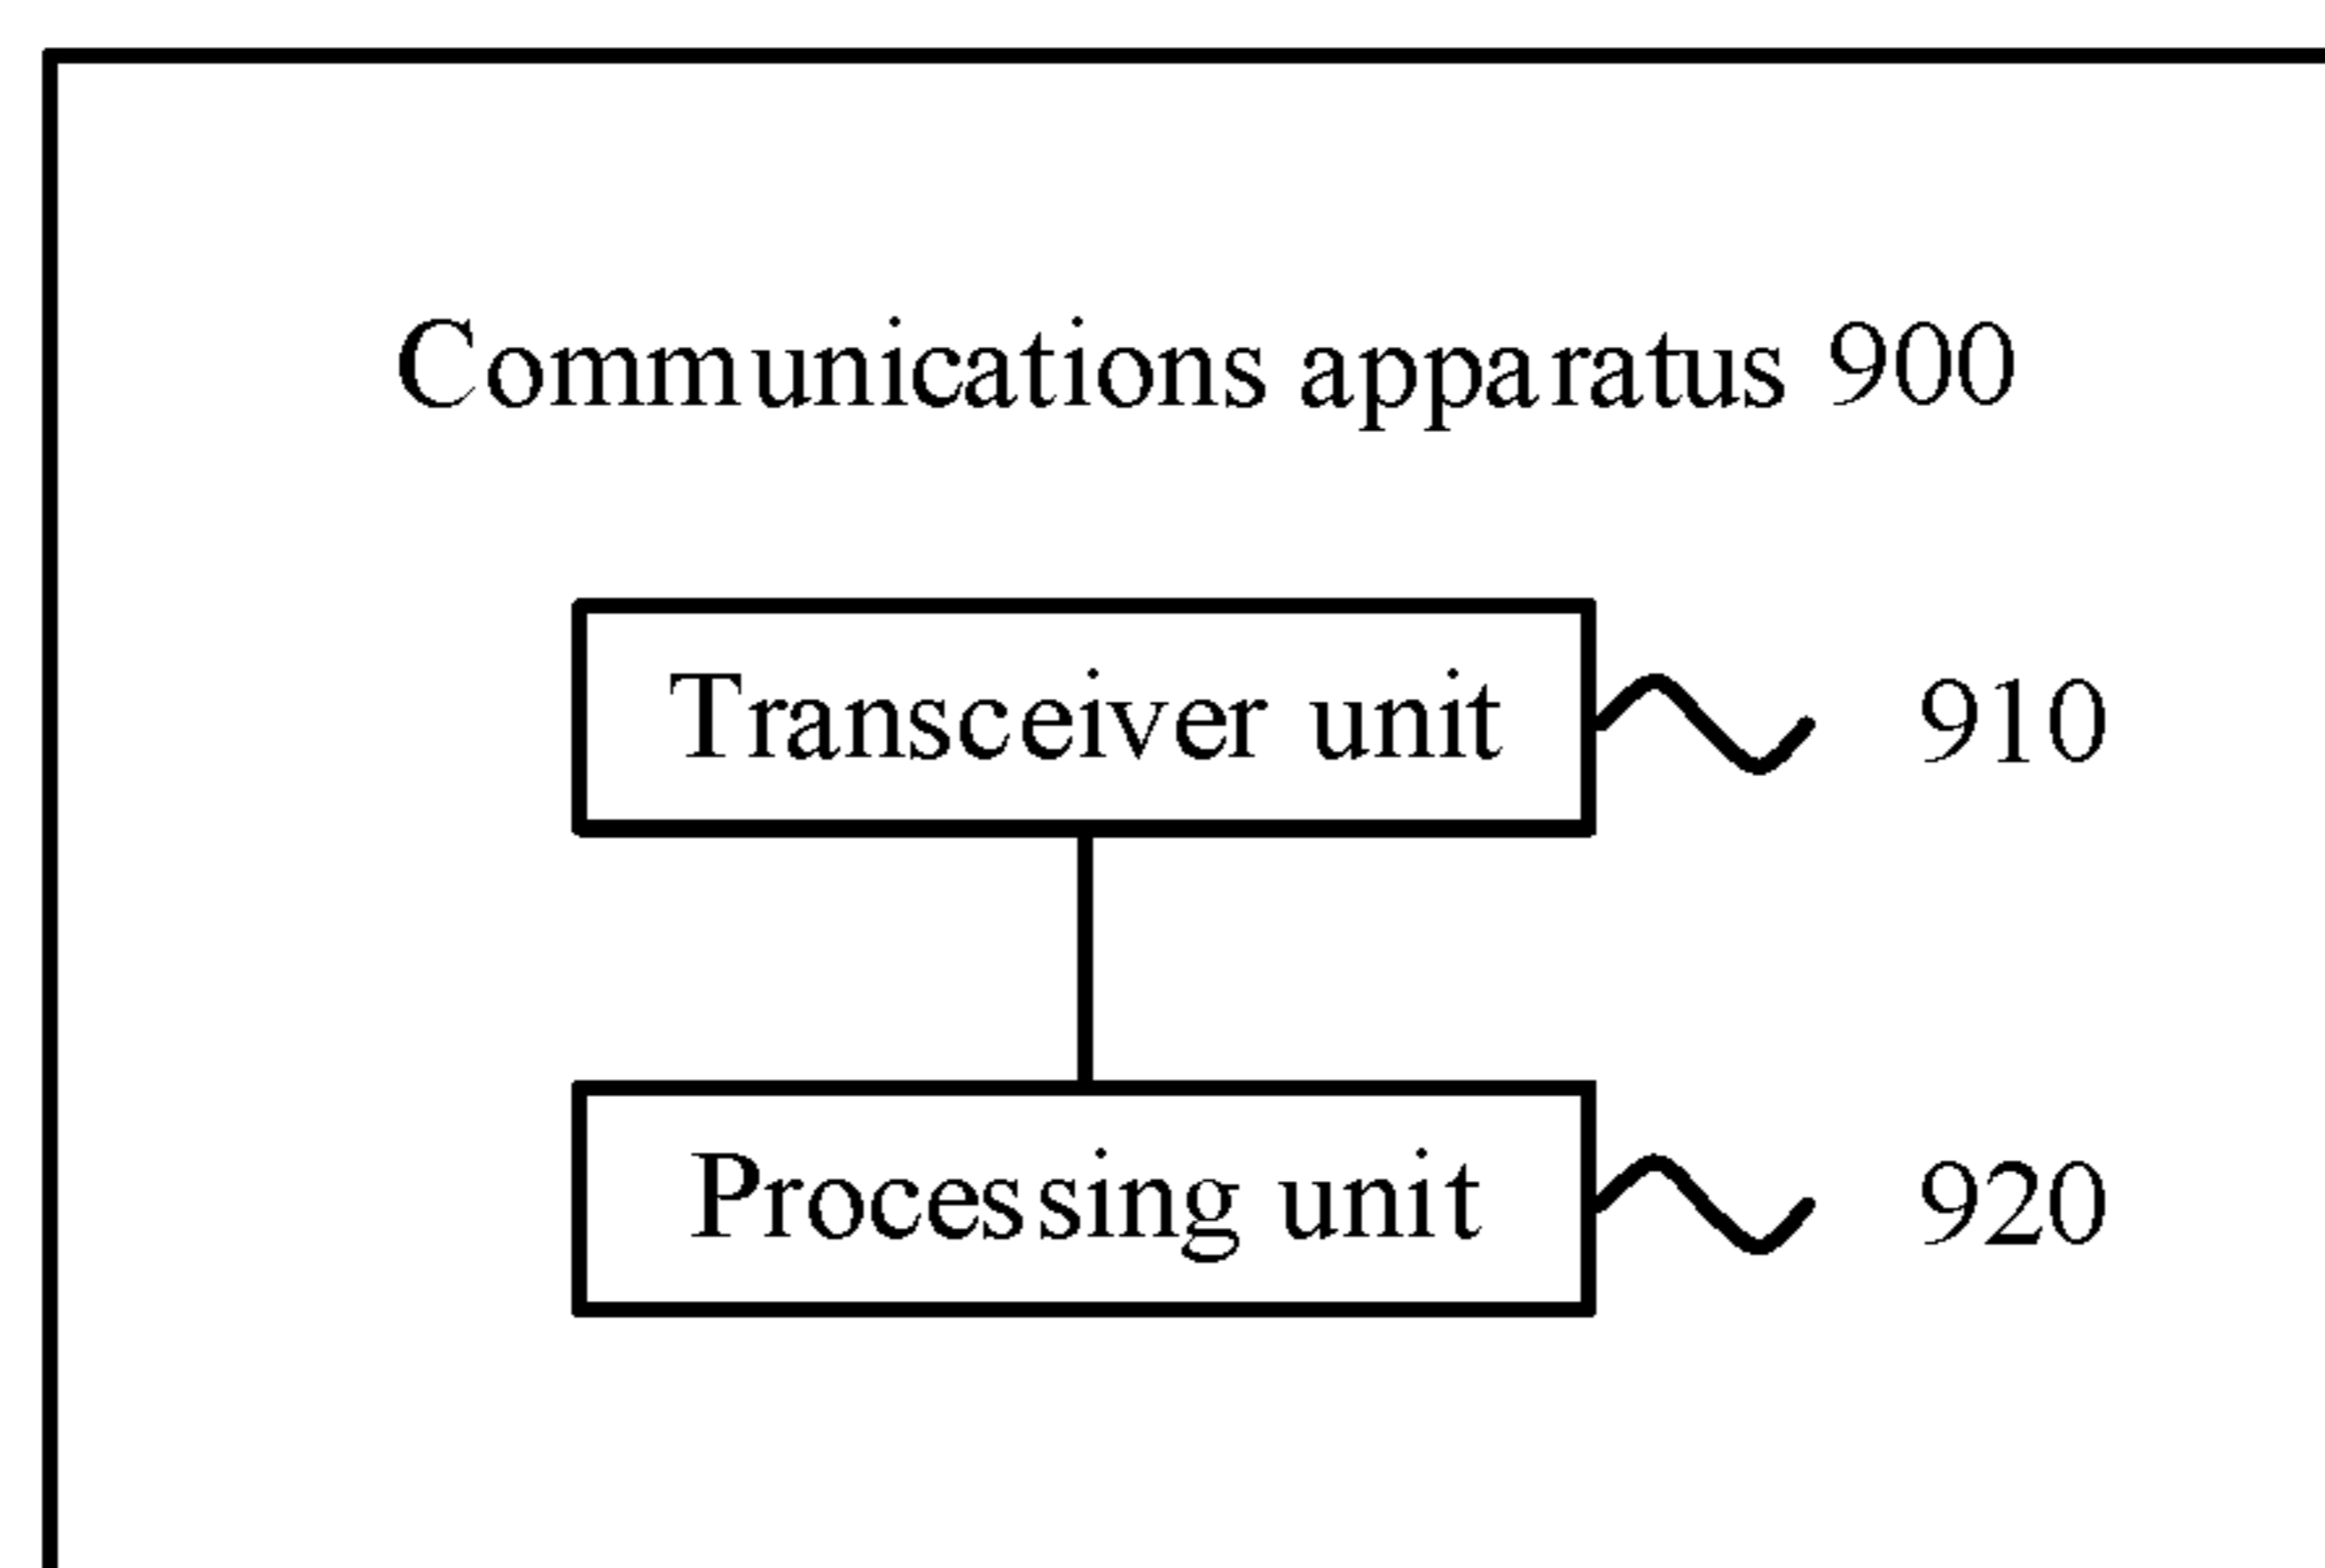 Communications apparatus 900
Transceiver unit 910
Processing unit 920